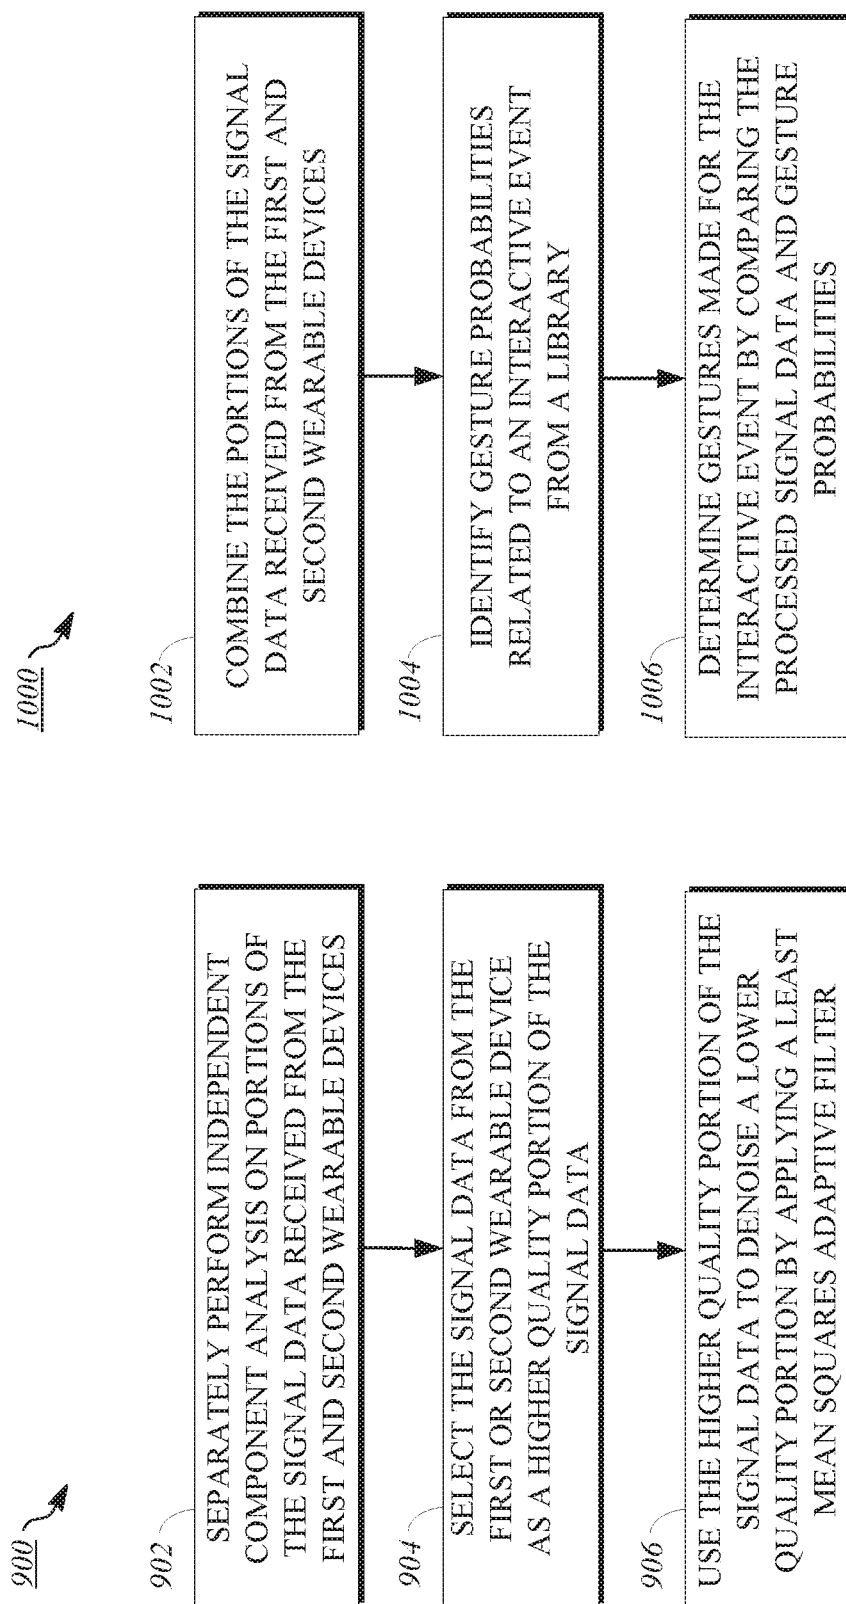 900
902
SEPARATELY PERFORM INDEPENDENT
COMPONENT ANALYSIS ON PORTIONS OF
THE SIGNAL DATA RECEIVED FROM THE
FIRST AND SECOND WEARABLE DEVICES
904
SELECT THE SIGNAL DATA FROM THE
FIRST OR SECOND WEARABLE DEVICE
AS A HIGHER QUALITY PORTION OF THE
SIGNAL DATA
906
USE THE HIGHER QUALITY PORTION OF THE
SIGNAL DATA TO DENOISE A LOWER
QUALITY PORTION BY APPLYING A LEAST
MEAN SQUARES ADAPTIVE FILTER
1000
1002
COMBINE THE PORTIONS OF THE SIGNAL
DATA RECEIVED FROM THE FIRST AND
SECOND WEARABLE DEVICES
1004
IDENTIFY GESTURE PROBABILITIES
RELATED TO AN INTERACTIVE EVENT
FROM A LIBRARY
1006
DETERMINE GESTURES MADE FOR THE
INTERACTIVE EVENT BY COMPARING THE
PROCESSED SIGNAL DATA AND GESTURE
PROBABILITIES